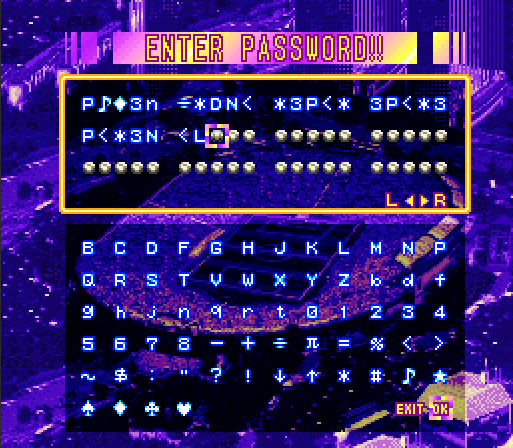 ENTER PASSWORD!!
P♪♦3n ÷*DN< *3P<* 3P<*3
P<*3N <L
L ◀▶ R
B C D F G H J K L M N P
Q R S T V W X Y Z b d f
g h j n q r t 0 1 2 3 4
5 6 7 8 - + ÷ π = % < >
~ $ : " ? ! ↓ ↑ * # ♪ ★
♠ ♦ ♣ ♥ EXIT OK